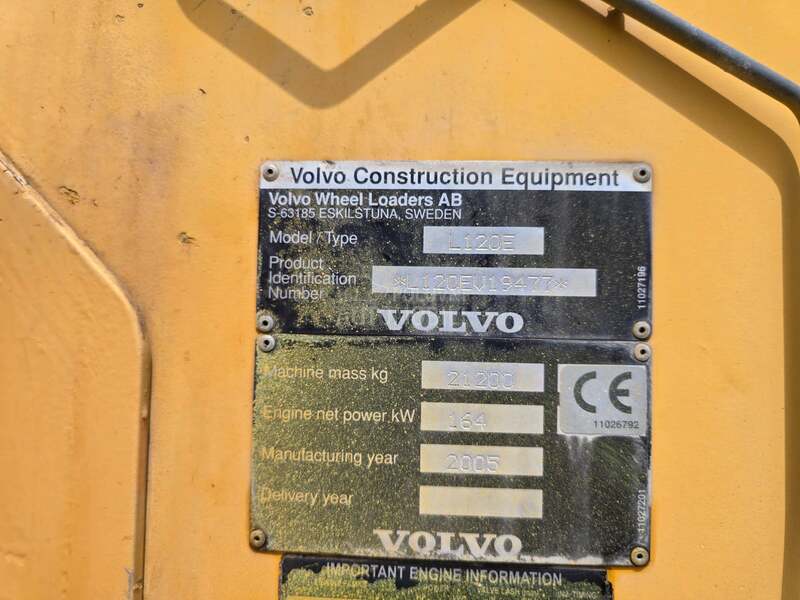 Volvo Construction Equipment
Volvo Wheel Loaders AB
S-63185 ESKILSTUNA, SWEDEN
Model / Type L120E
Product
Identification
Number *L120EV19477*
11027196
VOLVO
Machine mass kg 21200
Engine net power kW 164
CE
11026792
Manufacturing year 2005
Delivery year
11027201
VOLVO
IMPORTANT ENGINE INFORMATION
VALVE LASH